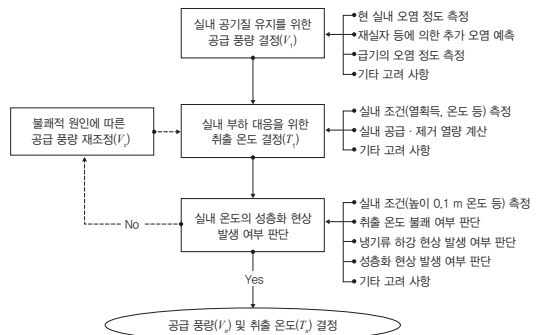 실내 공기질 유지를 위한
공급 풍량 결정(V₁)
현 실내 오염 정도 측정
재실자 등에 의한 추가 오염 예측
급기의 오염 정도 측정
기타 고려 사항
불쾌적 원인에 따른
공급 풍량 재조정(Vₙ)
실내 부하 대응을 위한
취출 온도 결정(T₁)
실내 조건(열획득, 온도 등) 측정
실내 공급 · 제거 열량 계산
기타 고려 사항
No
실내 온도의 성층화 현상
발생 여부 판단
실내 조건(높이 0.1 m 온도 등) 측정
취출 온도 불쾌 여부 판단
냉기류 하강 현상 발생 여부 판단
성층화 현상 발생 여부 판단
기타 고려 사항
Yes
공급 풍량(Vₙ) 및 취출 온도(Tₙ) 결정